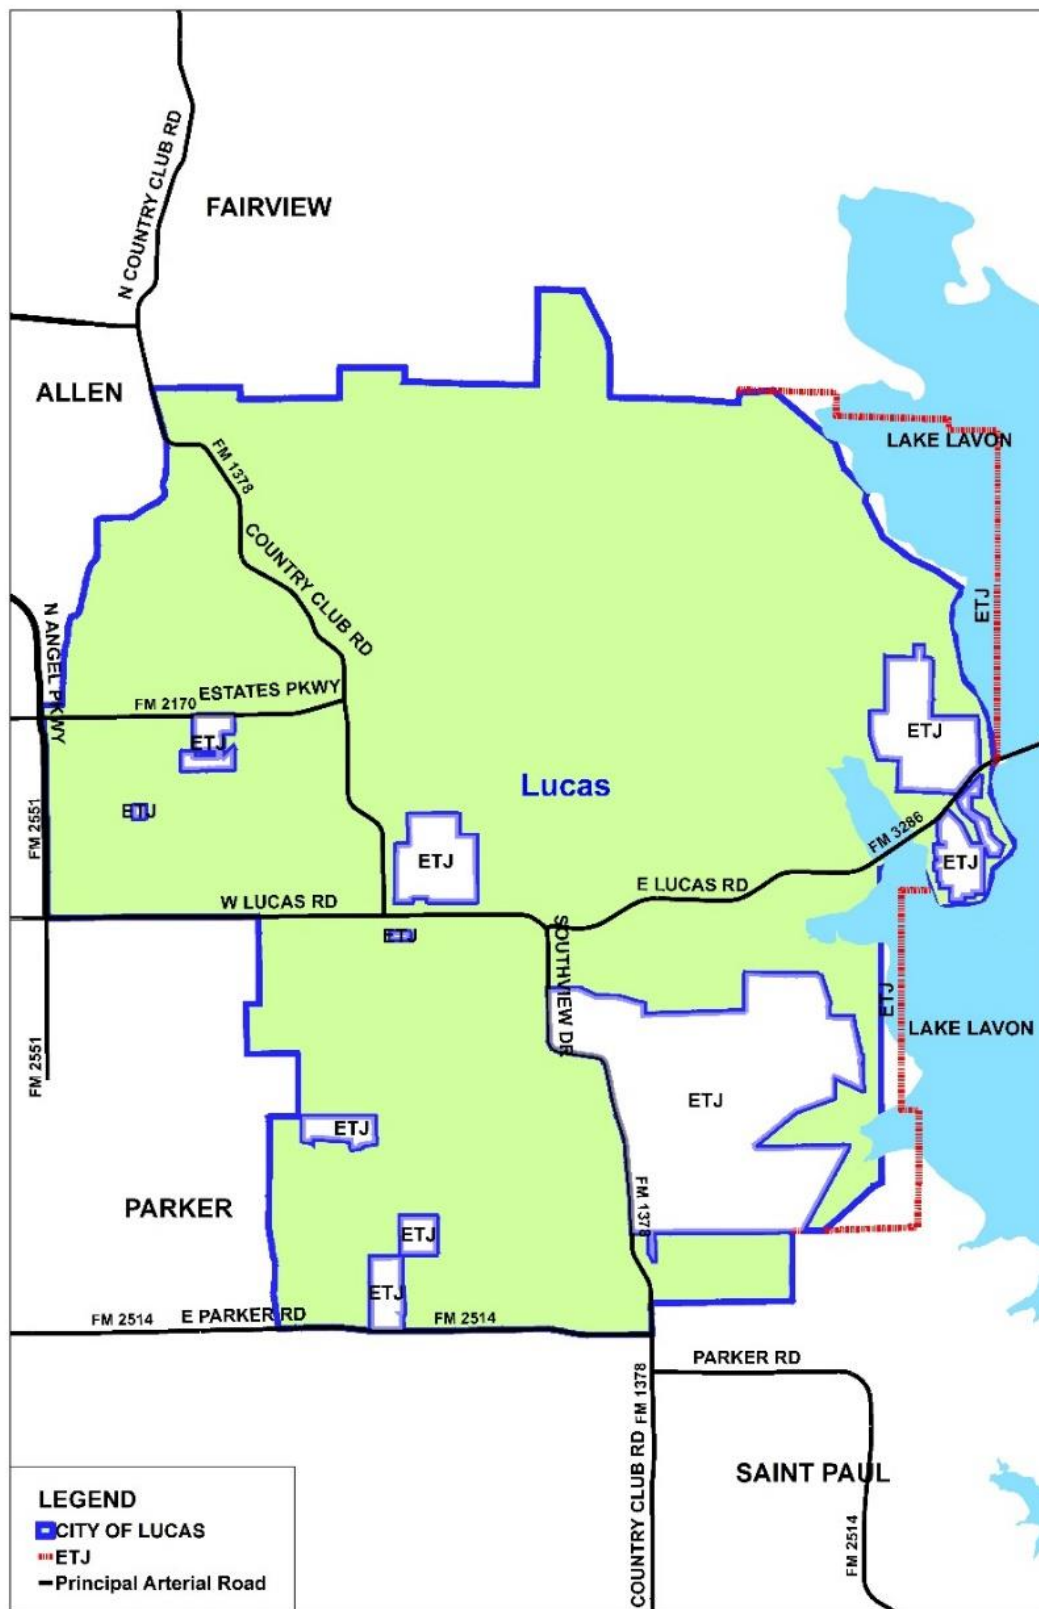 N COUNTRY CLUB RD
FAIRVIEW
ALLEN
LAKE LAVON
FM 1378
COUNTRY CLUB RD
ETJ
N ANGEL PKWY
ESTATES PKWY
FM 2170
ETJ
ETJ
Lucas
ETJ
FM 2551
FM 3286
ETJ
ETJ
E LUCAS RD
W LUCAS RD
ETJ
SOUTHVIEW DR
ETJ
LAKE LAVON
FM 2551
ETJ
ETJ
PARKER
FM 1378
ETJ
ETJ
E PARKER RD
FM 2514
FM 2514
PARKER RD
FM 1378
COUNTRY CLUB RD
SAINT PAUL
FM 2514
LEGEND
CITY OF LUCAS
ETJ
Principal Arterial Road